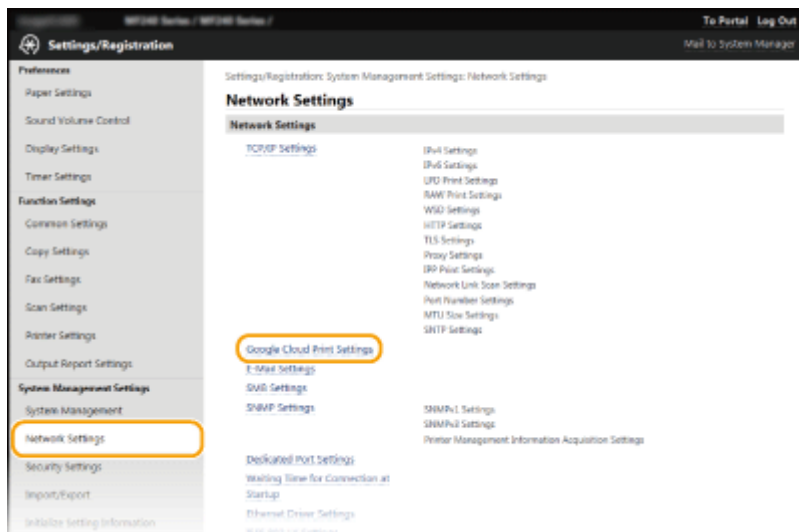 MF240 Series / MF240 Series /
To Portal Log Out
Settings/Registration
Mail to System Manager
Preferences
Paper Settings
Sound Volume Control
Display Settings
Timer Settings
Function Settings
Common Settings
Copy Settings
Fax Settings
Scan Settings
Printer Settings
Output Report Settings
System Management Settings
System Management
Network Settings
Security Settings
Import/Export
Initialize Setting Information
Settings/Registration: System Management Settings: Network Settings
Network Settings
Network Settings
TCP/IP Settings
IPv4 Settings
IPv6 Settings
LPD Print Settings
RAW Print Settings
WSD Settings
HTTP Settings
TLS Settings
Proxy Settings
IPP Print Settings
Network Link Scan Settings
Port Number Settings
MTU Size Settings
SNTP Settings
Google Cloud Print Settings
E-Mail Settings
SMB Settings
SNMP Settings
SNMPv1 Settings
SNMPv3 Settings
Printer Management Information Acquisition Settings
Dedicated Port Settings
Waiting Time for Connection at
Startup
Ethernet Driver Settings